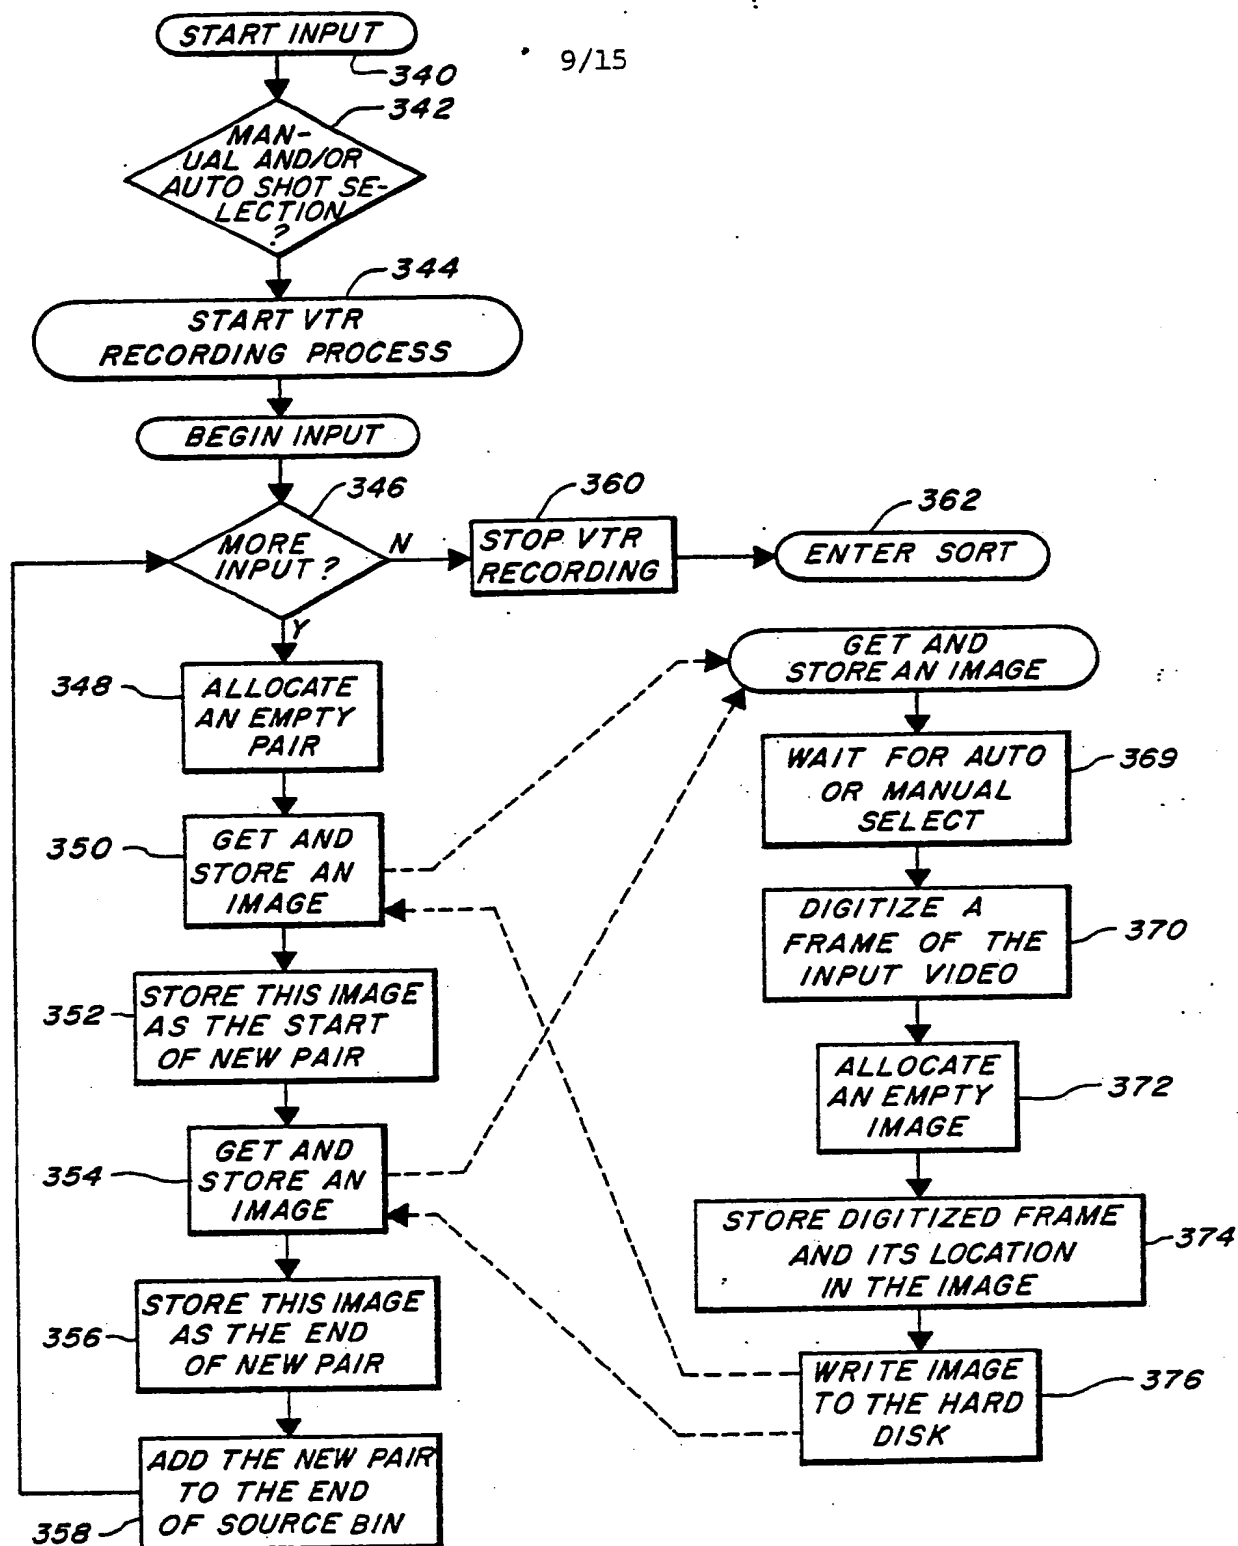 START INPUT
340
9/15
342
MAN-
UAL AND/OR
AUTO SHOT SE-
LECTION
?
344
START VTR
RECORDING PROCESS
BEGIN INPUT
346
MORE
INPUT?
N
Y
360
STOP VTR
RECORDING
362
ENTER SORT
348
ALLOCATE
AN EMPTY
PAIR
350
GET AND
STORE AN
IMAGE
352
STORE THIS IMAGE
AS THE START
OF NEW PAIR
354
GET AND
STORE AN
IMAGE
356
STORE THIS IMAGE
AS THE END
OF NEW PAIR
358
ADD THE NEW PAIR
TO THE END
OF SOURCE BIN
GET AND
STORE AN IMAGE
WAIT FOR AUTO
OR MANUAL
SELECT
369
DIGITIZE A
FRAME OF THE
INPUT VIDEO
370
ALLOCATE
AN EMPTY
IMAGE
372
STORE DIGITIZED FRAME
AND ITS LOCATION
IN THE IMAGE
374
WRITE IMAGE
TO THE HARD
DISK
376